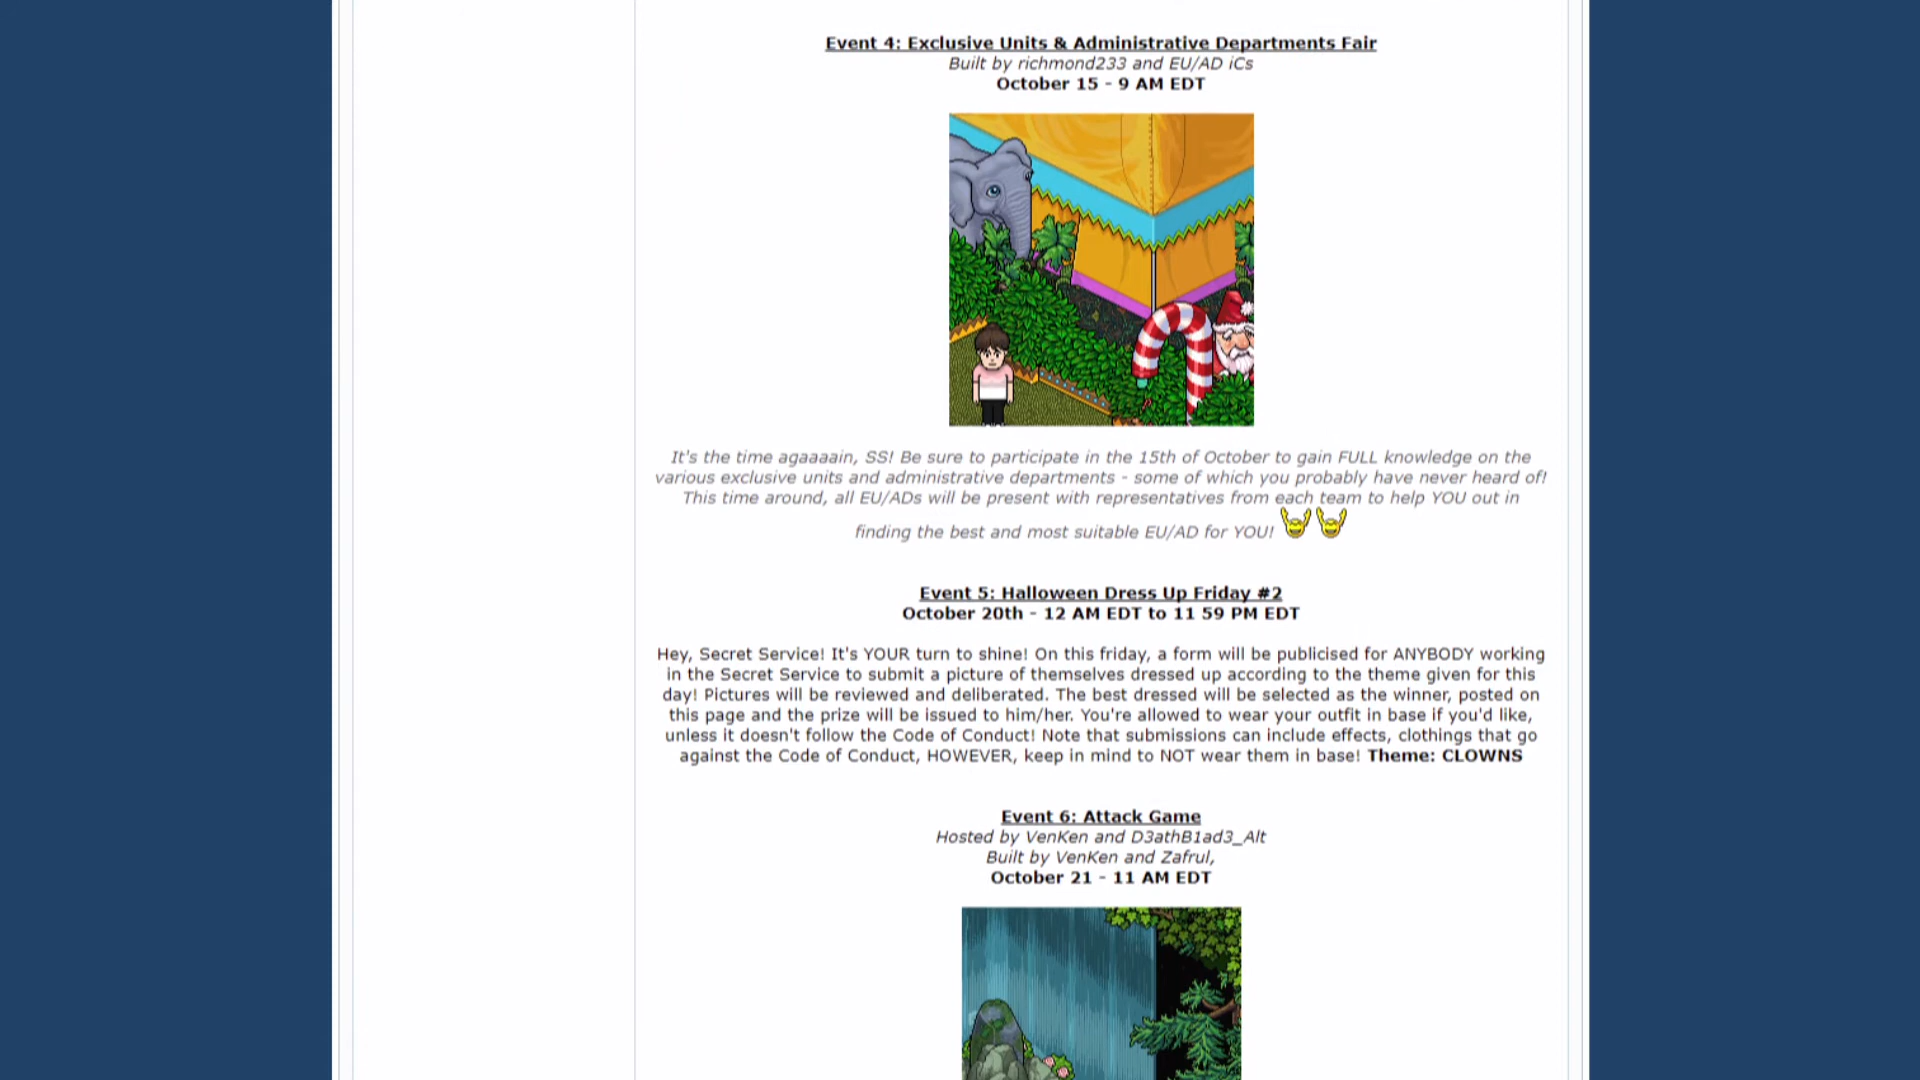 Event 4: Exclusive Units & Administrative Departments Fair
Built by richmond233 and EU/AD iCs
October 15 - 9 AM EDT
It's the time agaaaain, SS! Be sure to participate in the 15th of October to gain FULL knowledge on the
various exclusive units and administrative departments - some of which you probably have never heard of!
This time around, all EU/ADs will be present with representatives from each team to help YOU out in
finding the best and most suitable EU/AD for YOU!
Event 5: Halloween Dress Up Friday #2
October 20th - 12 AM EDT to 11 59 PM EDT
Hey, Secret Service! It's YOUR turn to shine! On this friday, a form will be publicised for ANYBODY working
in the Secret Service to submit a picture of themselves dressed up according to the theme given for this
day! Pictures will be reviewed and deliberated. The best dressed will be selected as the winner, posted on
this page and the prize will be issued to him/her. You're allowed to wear your outfit in base if you'd like,
unless it doesn't follow the Code of Conduct! Note that submissions can include effects, clothings that go
against the Code of Conduct, HOWEVER, keep in mind to NOT wear them in base! Theme: CLOWNS
Event 6: Attack Game
Hosted by VenKen and D3athB1ad3_Alt
Built by VenKen and Zafrul,
October 21 - 11 AM EDT